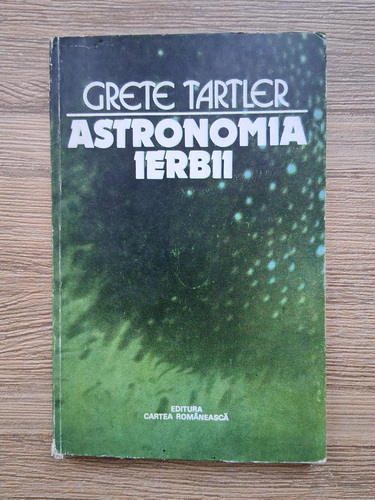 GRETE TARTLER
ASTRONOMIA
IERBII
EDITURA
CARTEA ROMÂNEASCĂ